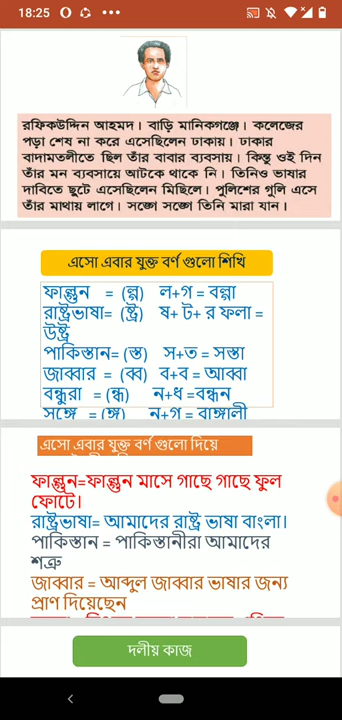 18:25
রফিকউদ্দিন আহমদ। বাড়ি মানিকগঞ্জে। কলেজের
পড়া শেষ না করে এসেছিলেন ঢাকায়। ঢাকার
বাদামতলীতে ছিল তাঁর বাবার ব্যবসায়। কিন্তু ওই দিন
তাঁর মন ব্যবসায়ে আটকে থাকে নি। তিনিও ভাষার
দাবিতে ছুটে এসেছিলেন মিছিলে। পুলিশের গুলি এসে
তাঁর মাথায় লাগে। সঙ্গে সঙ্গে তিনি মারা যান।
এসো এবার যুক্ত বর্ণ গুলো শিখি
ফাল্গুন = (ল্গ) ল+গ = বল্গা
রাষ্ট্রভাষা= (ষ্ট্র) ষ+ ট+ র ফলা =
উষ্ট্র
পাকিস্তান= (স্ত) স+ত = সস্তা
জাব্বার = (ব্ব) ব+ব = আব্বা
বন্ধুরা = (ন্ধ) ন+ধ =বন্ধন
সঙ্গে = (ঙ্গ) ন+গ = বাঙ্গালী
এসো এবার যুক্ত বর্ণ গুলো দিয়ে
ফাল্গুন=ফাল্গুন মাসে গাছে গাছে ফুল
ফোটে।
রাষ্ট্রভাষা= আমাদের রাষ্ট্র ভাষা বাংলা।
পাকিস্তান = পাকিস্তানীরা আমাদের
শত্রু
জাব্বার = আব্দুল জাব্বার ভাষার জন্য
প্রাণ দিয়েছেন
দলীয় কাজ